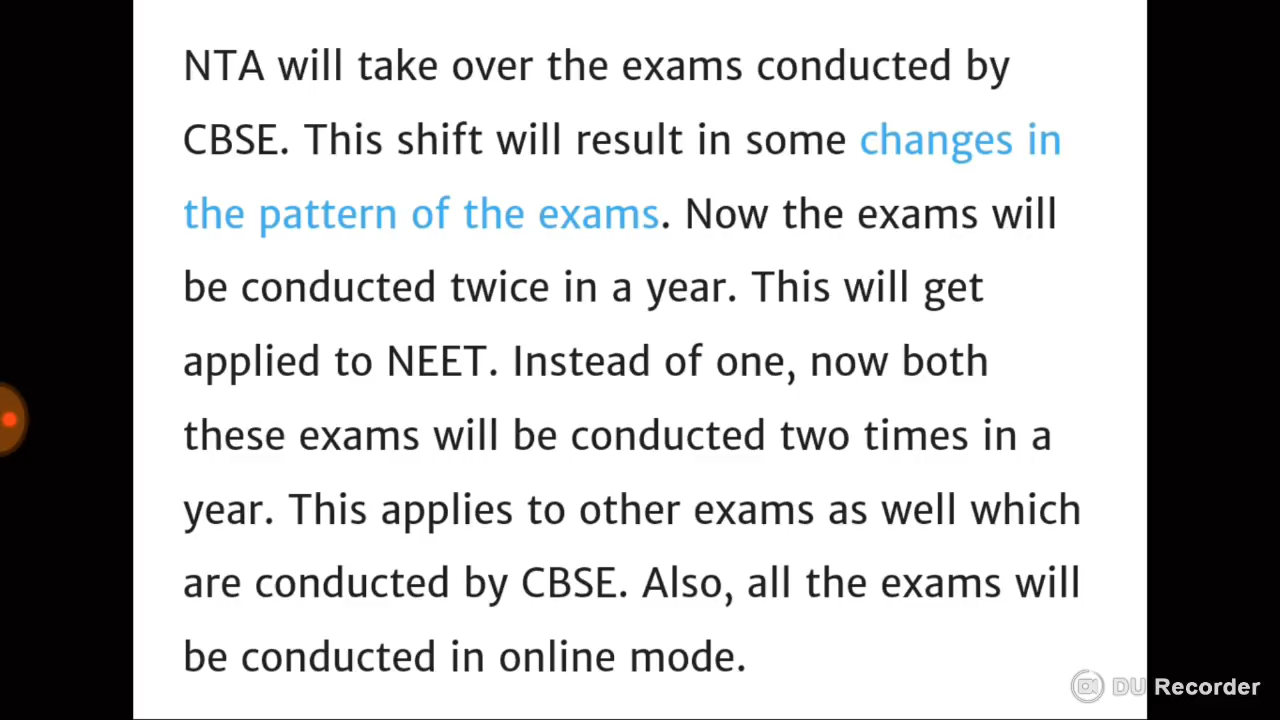 NTA will take over the exams conducted by
CBSE. This shift will result in some changes in
the pattern of the exams. Now the exams will
be conducted twice in a year. This will get
applied to NEET. Instead of one, now both
these exams will be conducted two times in a
year. This applies to other exams as well which
are conducted by CBSE. Also, all the exams will
be conducted in online mode.
DU Recorder